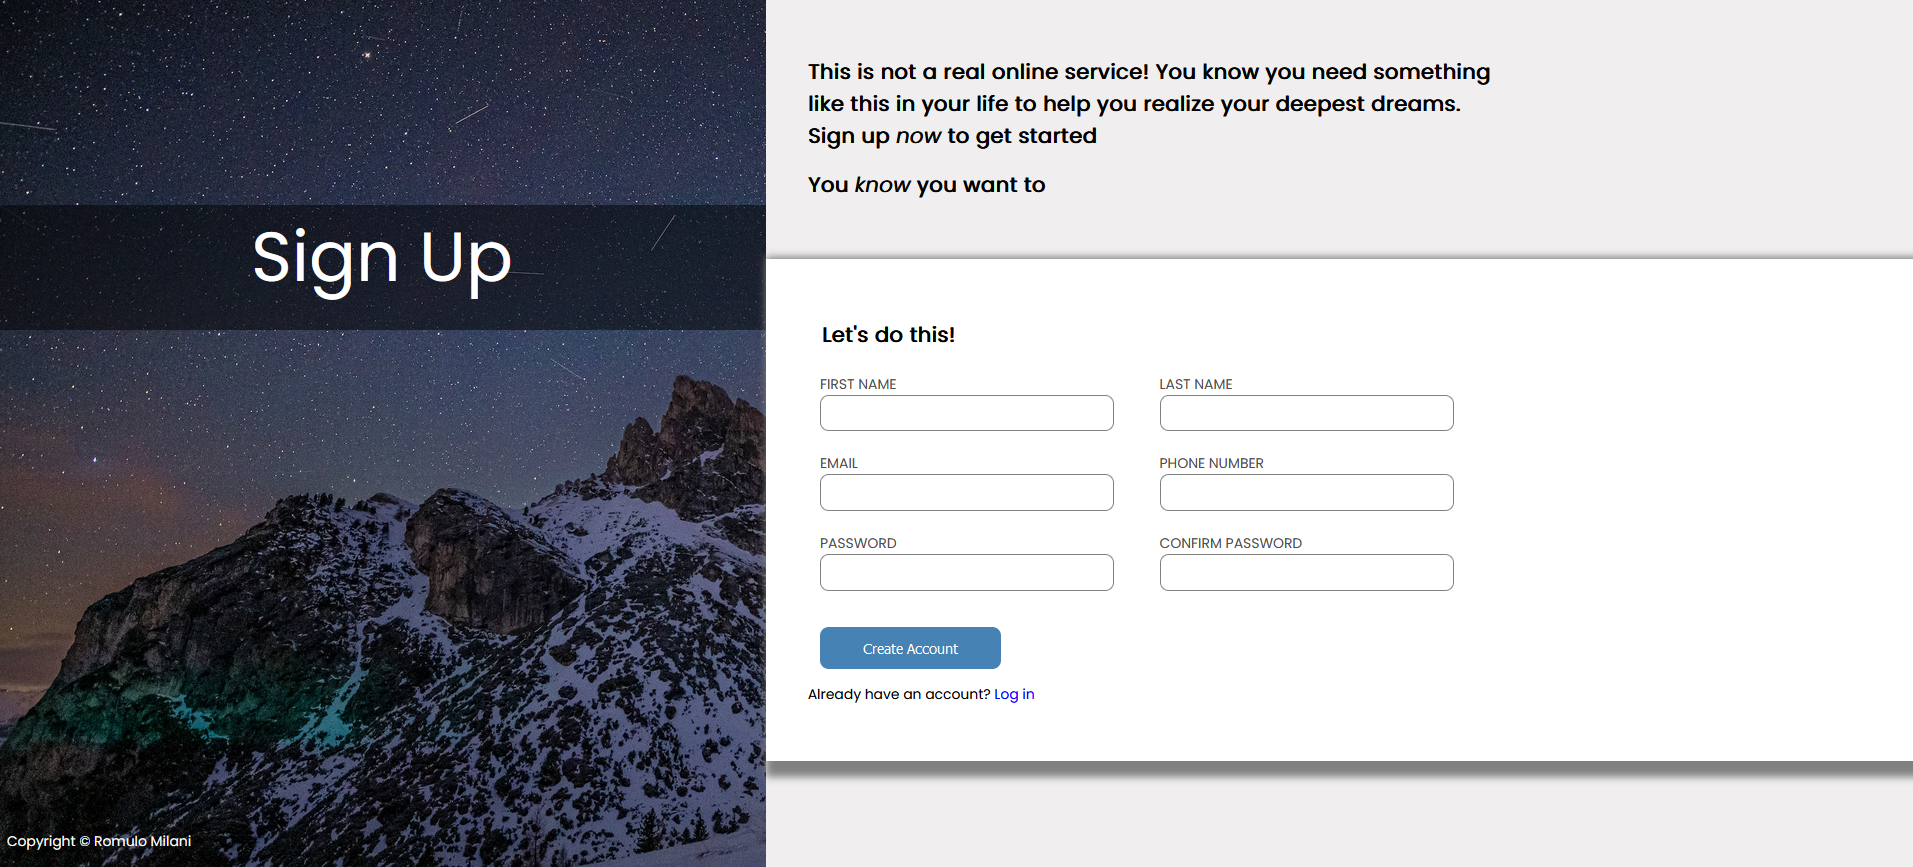 Sign Up
Copyright © Romulo Milani
This is not a real online service! You know you need something
like this in your life to help you realize your deepest dreams.
Sign up now to get started
You know you want to
Let's do this!
FIRST NAME
LAST NAME
EMAIL
PHONE NUMBER
PASSWORD
CONFIRM PASSWORD
Create Account
Already have an account? Log in